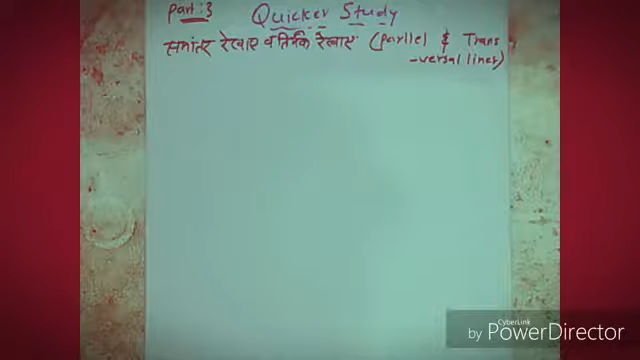 Part:3
Quicker Study
समांतर रेखाए व तिर्यक रेखाए (parllel & Trans
-versal lines)
CyberLink
by PowerDirector